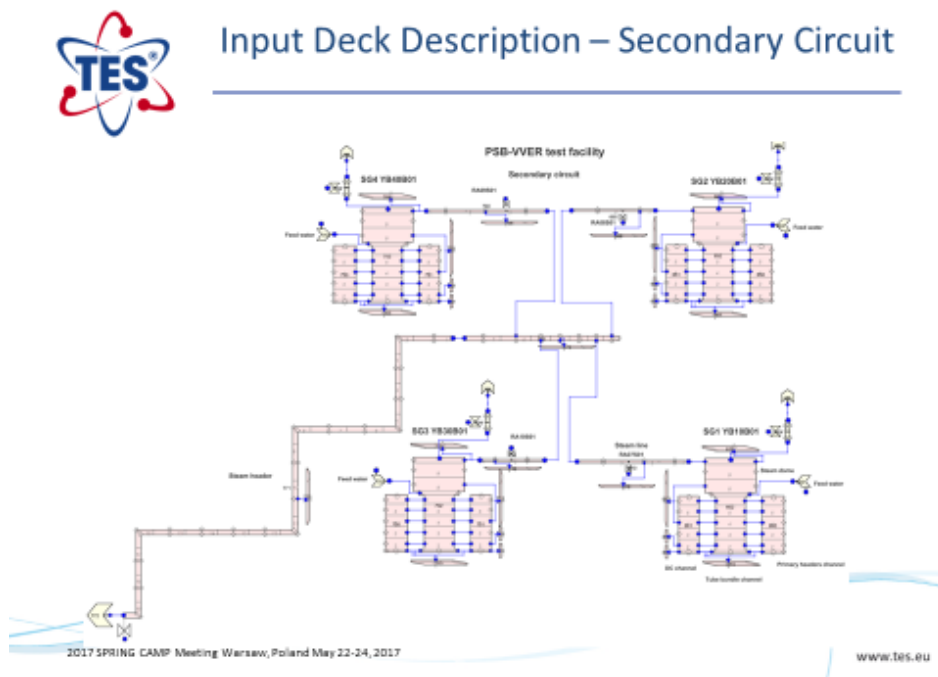 TES®
Input Deck Description – Secondary Circuit
PSB-VVER test facility
Secondary circuit
SG4 YB40B01
SG2 YB20B01
Feed water
Feed water
SG3 YB30B01
SG1 YB10B01
Steam line
Steam dome
Steam header
Feed water
Feed water
DC channel
Tube bundle channel
Primary headers channel
2017 SPRING CAMP Meeting Warsaw, Poland May 22-24, 2017
www.tes.eu